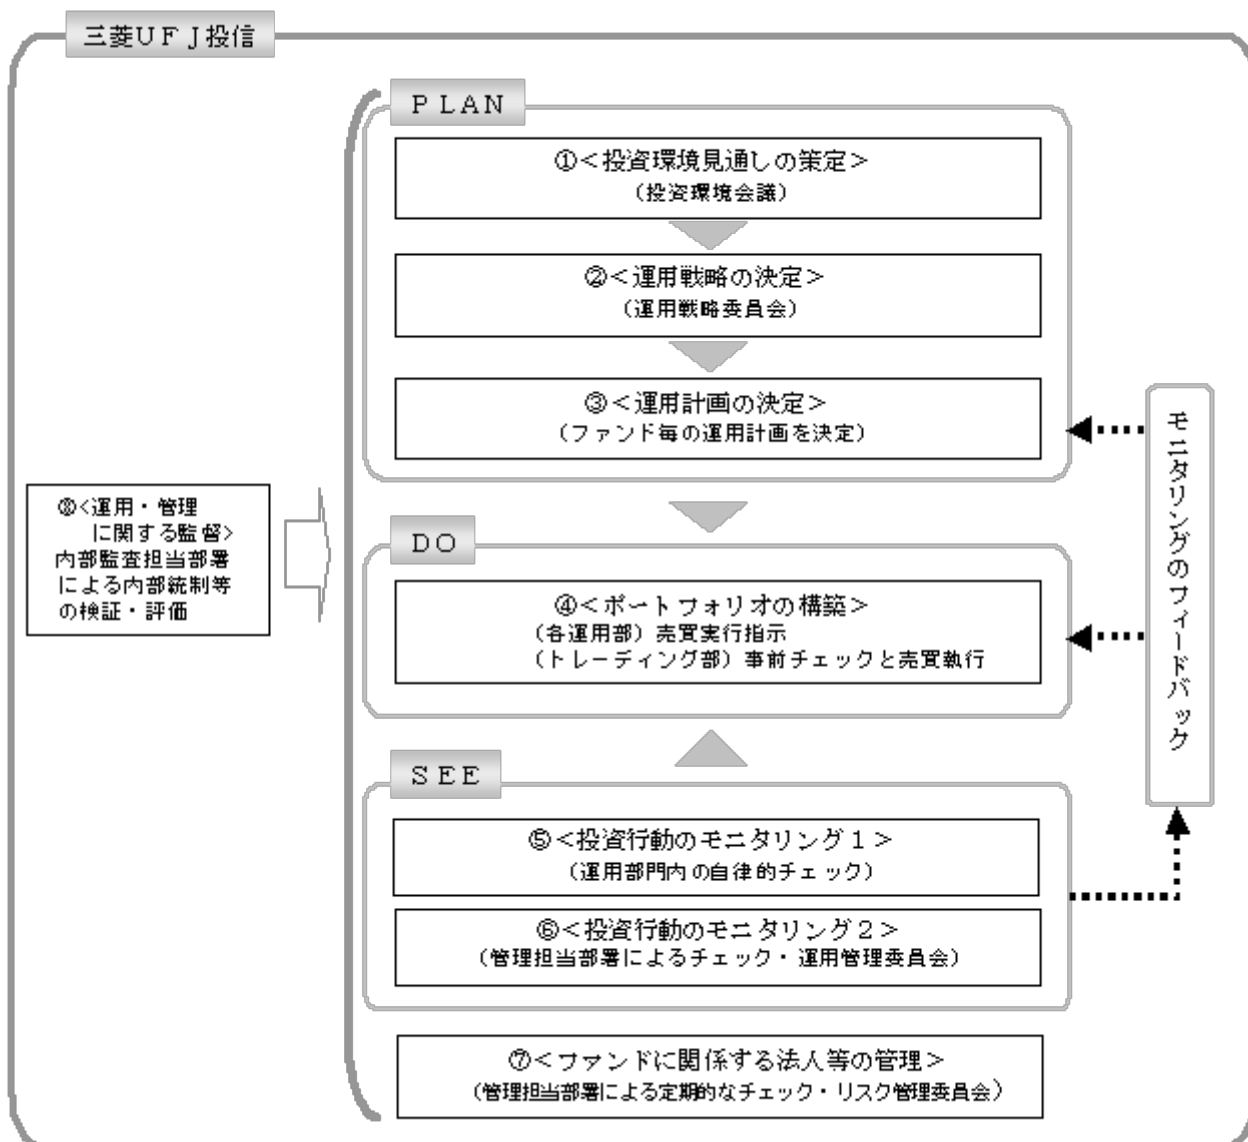 三菱ＵＦＪ投信
ＰＬＡＮ
①＜投資環境見通しの策定＞
（投資環境会議）
②＜運用戦略の決定＞
（運用戦略委員会）
③＜運用計画の決定＞
（ファンド毎の運用計画を決定）
⑧<運用・管理
に関する監督>
内部監査担当部署
による内部統制等
の検証・評価
ＤＯ
④＜ポートフォリオの構築＞
（各運用部）売買実行指示
（トレーディング部）事前チェックと売買執行
モニタリングのフィードバック
ＳＥＥ
⑤＜投資行動のモニタリング１＞
（運用部門内の自律的チェック）
⑥＜投資行動のモニタリング２＞
（管理担当部署によるチェック・運用管理委員会）
⑦＜ファンドに関係する法人等の管理＞
（管理担当部署による定期的なチェック・リスク管理委員会）